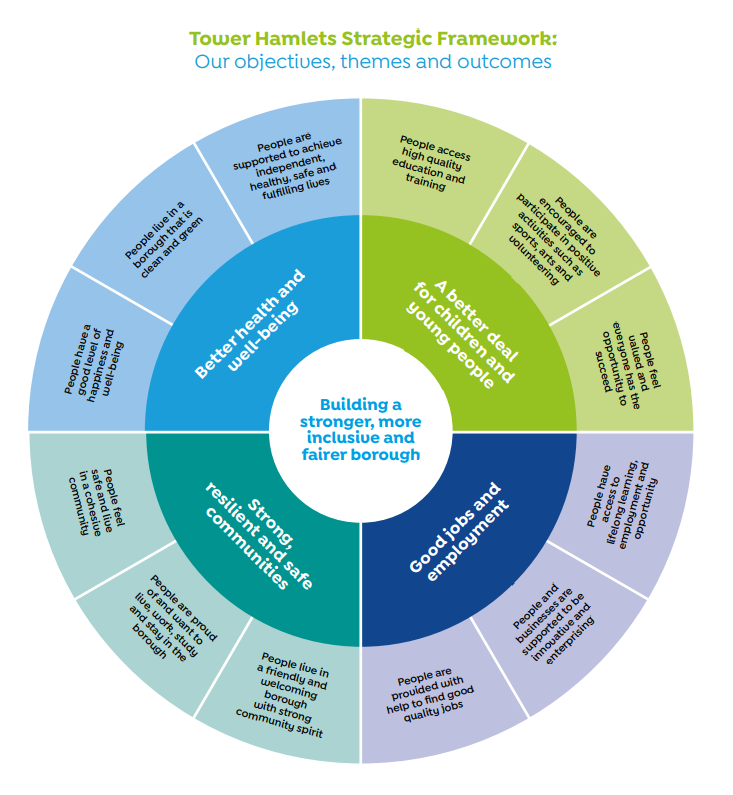 Tower Hamlets Strategic Framework:
Our objectives, themes and outcomes
People are
supported to achieve
independent,
healthy, safe and
fulfilling lives
People access
high quality
education and
training
People live in a
borough that is
clean and green
People are
encouraged to
participate in positive
activities such as
sports, arts and
volunteering
People have a
good level of
happiness and
well-being
People feel
valued and
everyone has the
opportunity to
succeed
Better health and
well-being
A better deal
for children and
young people
Building a
stronger, more
inclusive and
fairer borough
Strong,
resilient and safe
communities
Good jobs and
employment
People feel
safe and live
in a cohesive
community
People have
access to
lifelong learning,
employment and
opportunity
People are proud
of and want to
live, work, study
and stay in the
borough
People and
businesses are
supported to be
innovative and
enterprising
People live in
a friendly and
welcoming
borough
with strong
community spirit
People are
provided with
help to find good
quality jobs